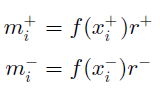 m_i^+ = f(x_i^+)r^+
m_i^- = f(x_i^-)r^-